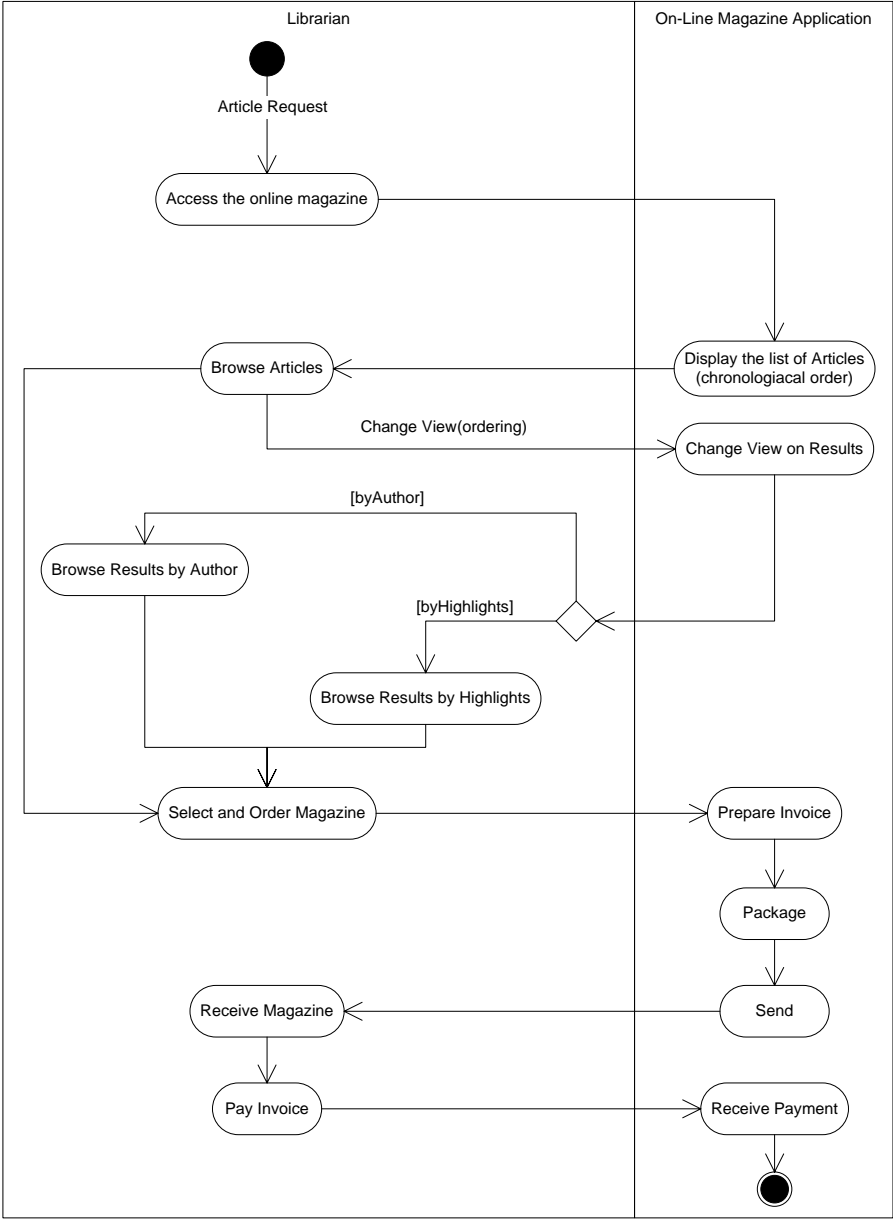 Librarian
On-Line Magazine Application
Article Request
Access the online magazine
Browse Articles
Display the list of Articles
(chronologiacal order)
Change View(ordering)
Change View on Results
[byAuthor]
Browse Results by Author
[byHighlights]
Browse Results by Highlights
Select and Order Magazine
Prepare Invoice
Package
Receive Magazine
Send
Pay Invoice
Receive Payment